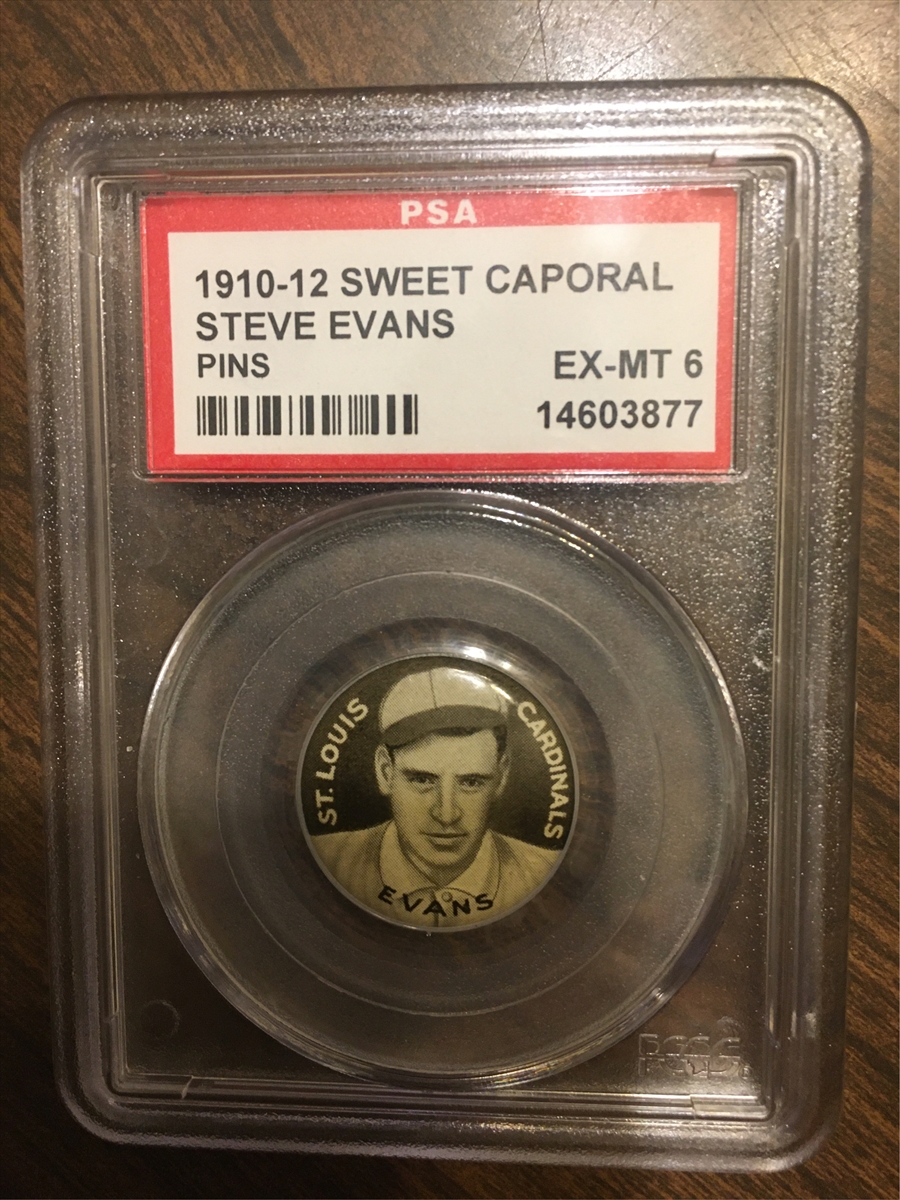 PSA
1910-12 SWEET CAPORAL
STEVE EVANS
PINS
EX-MT 6
14603877
ST. LOUIS
CARDINALS
EVANS